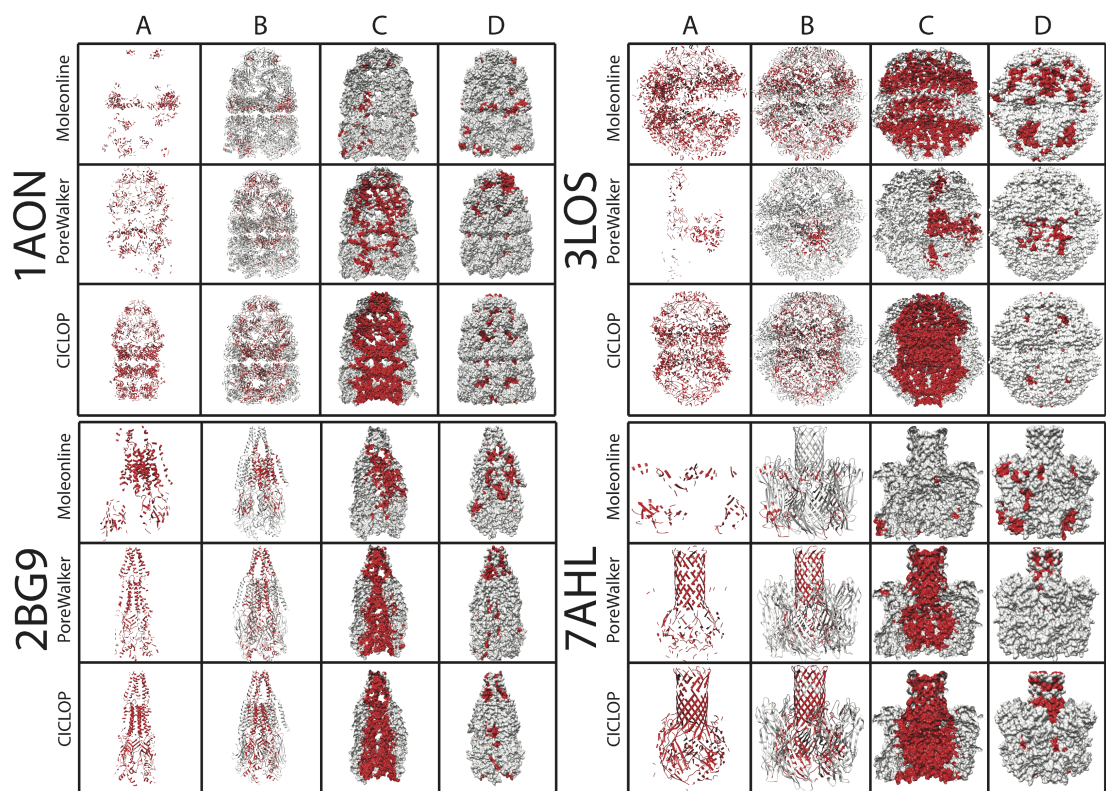 A B C D
A B C D
1AON
Moleonline
PoreWalker
CICLOP
3LOS
Moleonline
PoreWalker
CICLOP
2BG9
Moleonline
PoreWalker
CICLOP
7AHL
Moleonline
PoreWalker
CICLOP